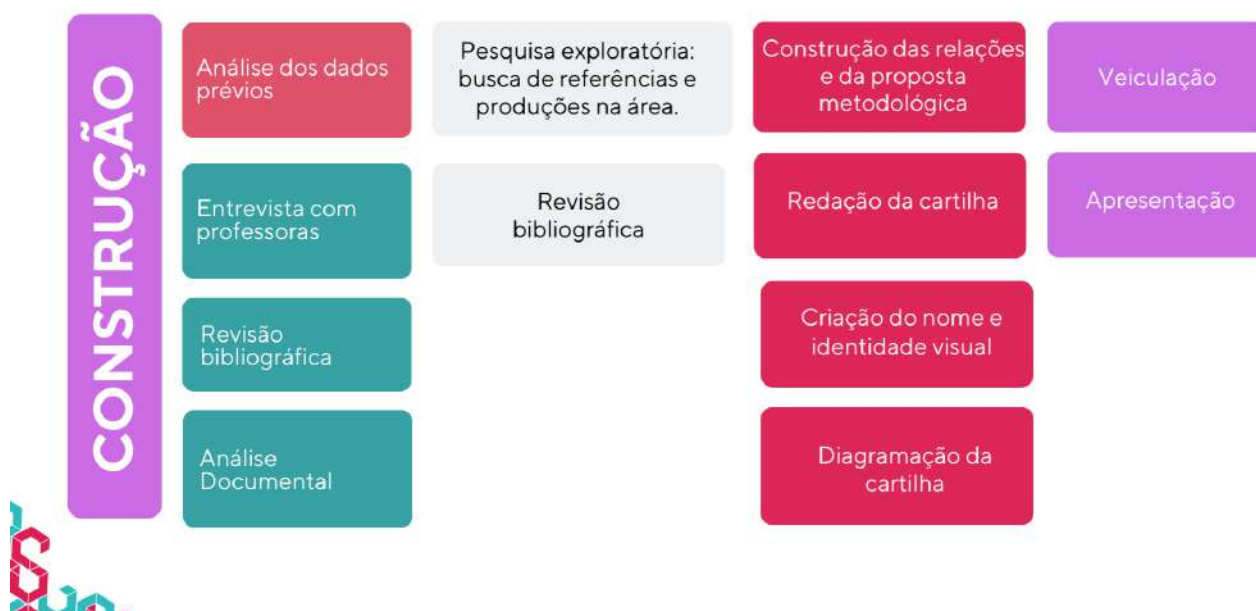 CONSTRUÇÃO
Análise dos dados
prévios
Entrevista com
professoras
Revisão
bibliográfica
Análise
Documental
Pesquisa exploratória:
busca de referências e
produções na área.
Revisão
bibliográfica
Construção das relações
e da proposta
metodológica
Redação da cartilha
Criação do nome e
identidade visual
Diagramação da
cartilha
Veiculação
Apresentação